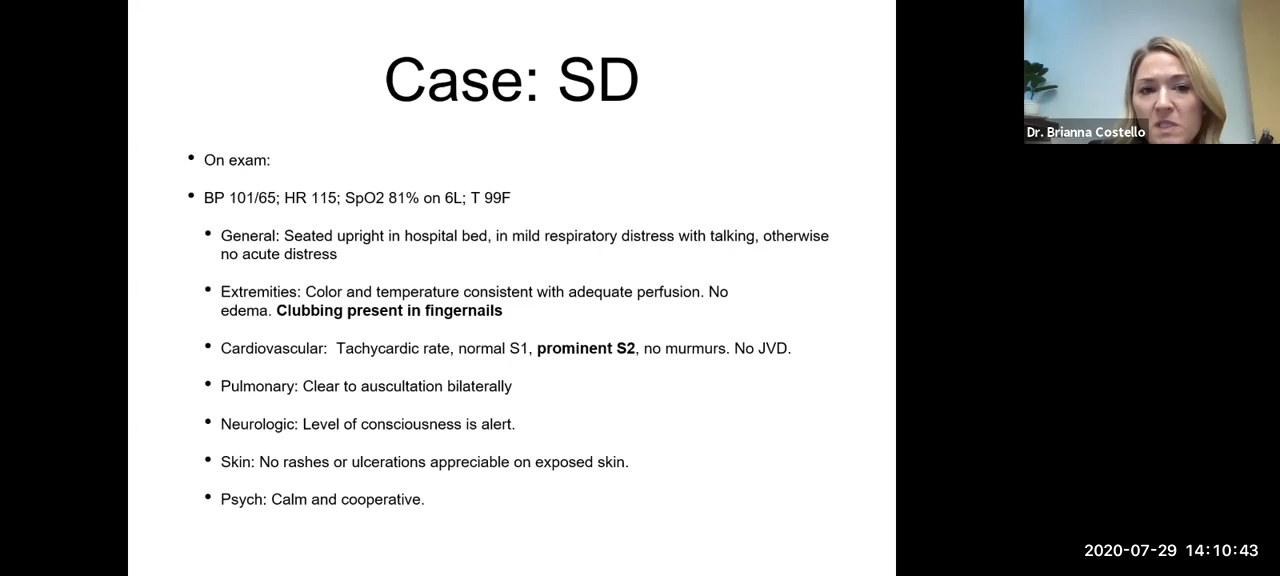 Case: SD
• On exam:
• BP 101/65; HR 115; SpO2 81% on 6L; T 99F
• General: Seated upright in hospital bed, in mild respiratory distress with talking, otherwise
no acute distress
• Extremities: Color and temperature consistent with adequate perfusion. No
edema. Clubbing present in fingernails
• Cardiovascular:  Tachycardic rate, normal S1, prominent S2, no murmurs. No JVD.
• Pulmonary: Clear to auscultation bilaterally
• Neurologic: Level of consciousness is alert.
• Skin: No rashes or ulcerations appreciable on exposed skin.
• Psych: Calm and cooperative.
Dr. Brianna Costello
2020-07-29 14:10:43